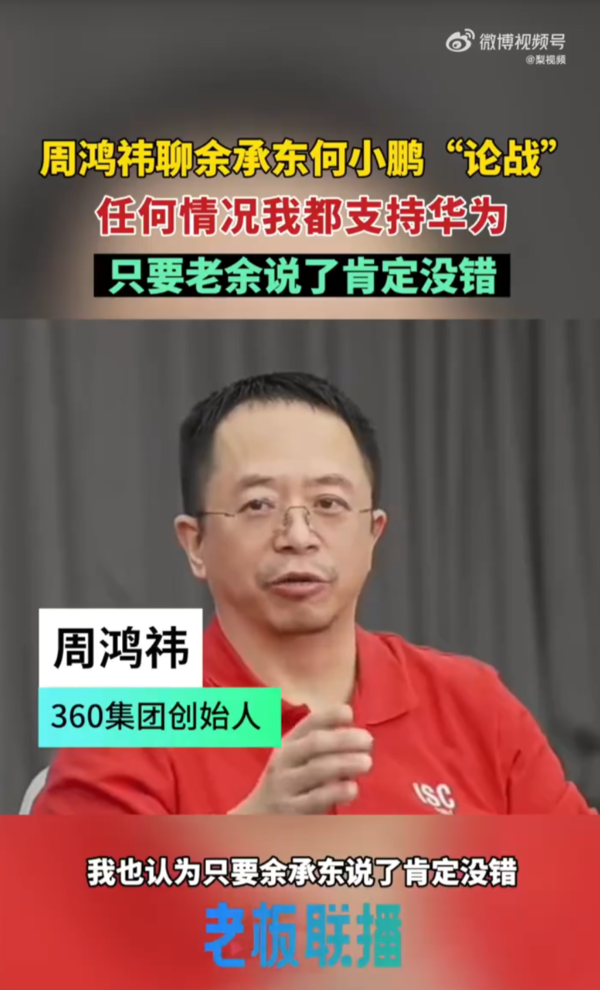 微博视频号
@梨视频
周鸿祎聊余承东何小鹏“论战”
任何情况我都支持华为
只要老余说了肯定没错
周鸿祎
360集团创始人
ISC
我也认为只要余承东说了肯定没错
老板联播